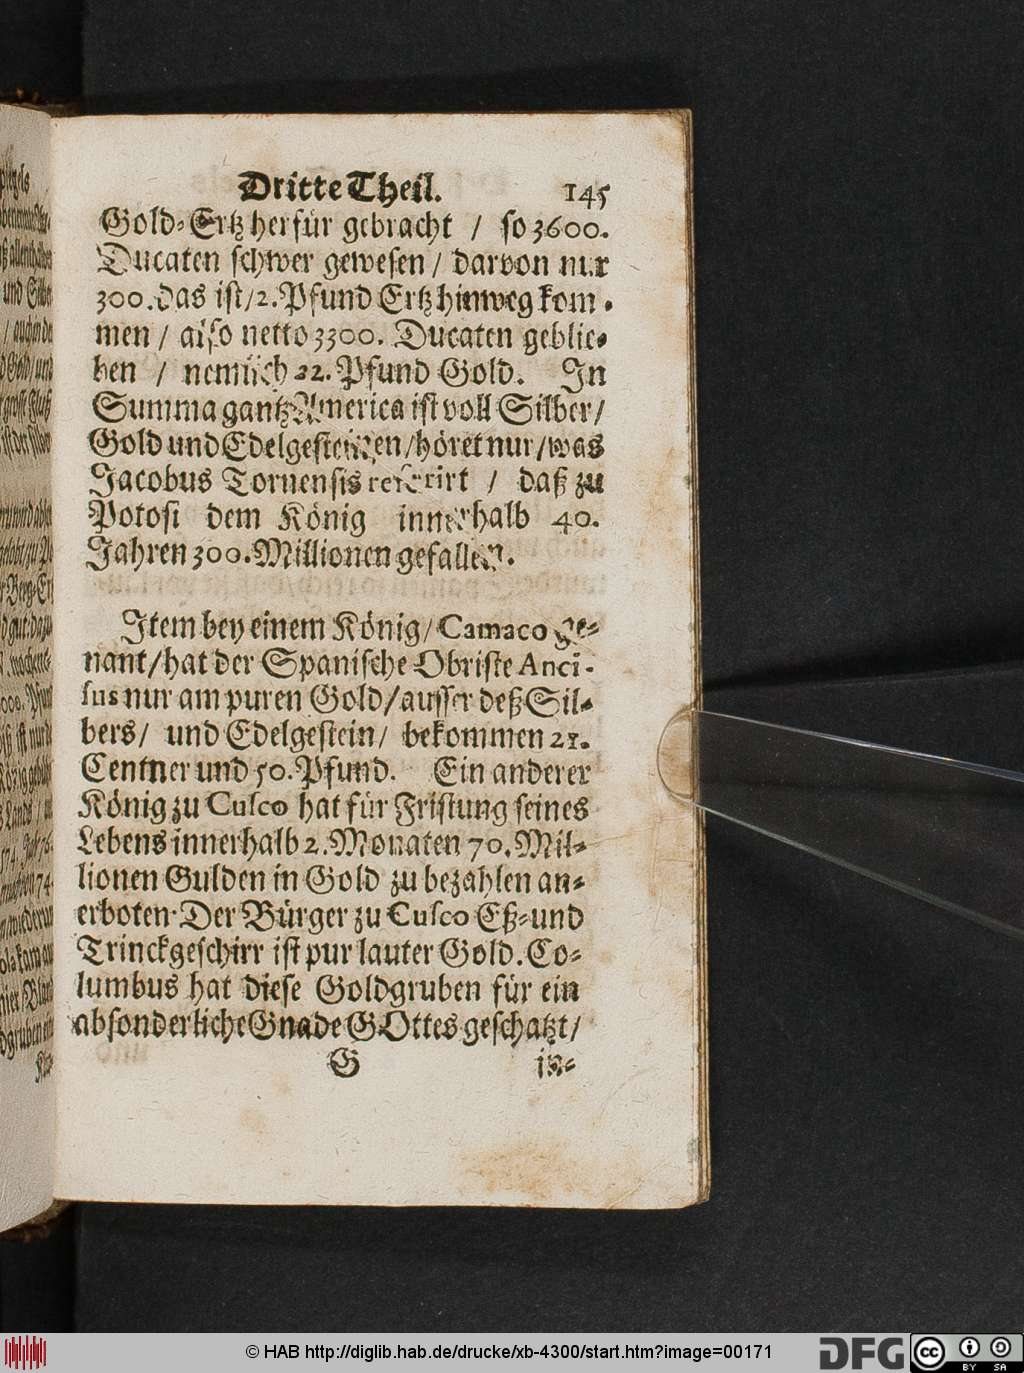 Dritte Theil. 145
Gold-Ertz herfür gebracht / so 3600.
Ducaten schwer gewesen / darvon nur
300. das ist / 2. Pfund Ertz hinweg kom-
men / also netto 3300. Ducaten geblie-
ben / nemlich 22. Pfund Gold. In
Summa gantz America ist voll Silber /
Gold und Edelgesteinen / höret nur / was
Jacobus Tornensis referirt / daß zu
Potosi dem König innerhalb 40.
Jahren 300. Millionen gefallen.
Item bey einem König / Camaco ge-
nant / hat der Spanische Obriste Anci-
sus nur am puren Gold / ausser deß Sil-
bers / und Edelgestein / bekommen 21.
Centner und 50. Pfund. Ein anderer
König zu Cusco hat für Fristung seines
Lebens innerhalb 2. Monaten 70. Mil-
lionen Gulden in Gold zu bezahlen an-
erboten. Der Bürger zu Cusco Eß- und
Trinckgeschirr ist pur lauter Gold. Co-
lumbus hat diese Goldgruben für ein
absonderliche Gnade GOttes geschatzt /
G in-
© HAB http://diglib.hab.de/drucke/xb-4300/start.htm?image=00171
DFG cc BY SA